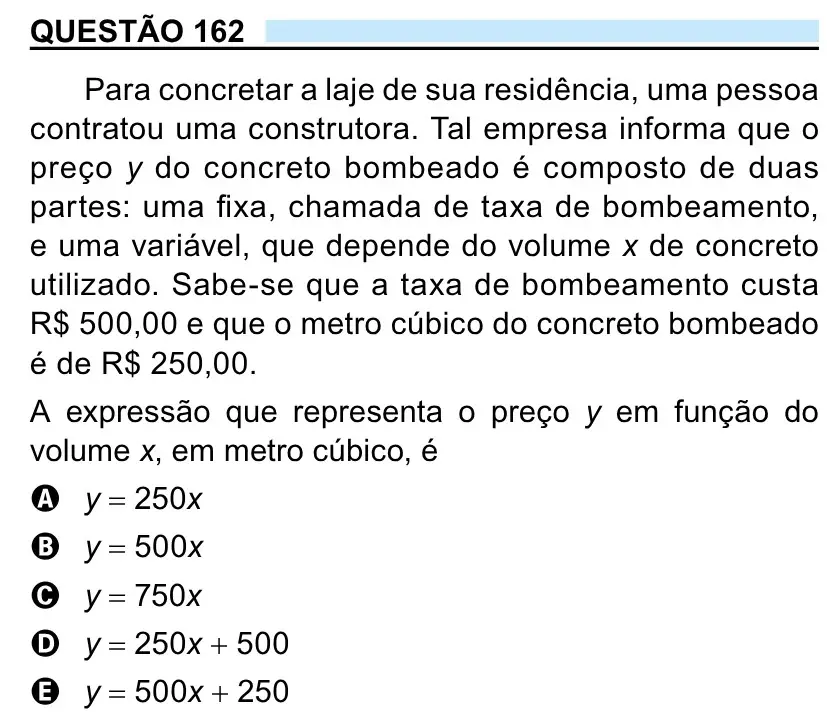 QUESTÃO 162
Para concretar a laje de sua residência, uma pessoa
contratou uma construtora. Tal empresa informa que o
preço y do concreto bombeado é composto de duas
partes: uma fixa, chamada de taxa de bombeamento,
e uma variável, que depende do volume x de concreto
utilizado. Sabe-se que a taxa de bombeamento custa
R$ 500,00 e que o metro cúbico do concreto bombeado
é de R$ 250,00.
A expressão que representa o preço y em função do
volume x, em metro cúbico, é
A y = 250x
B y = 500x
C y = 750x
D y = 250x + 500
E y = 500x + 250